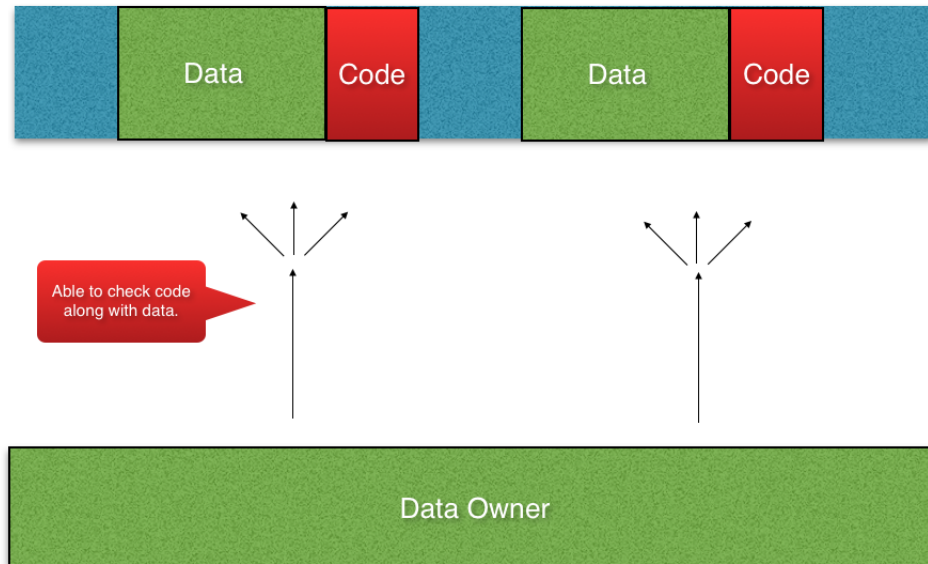 Data
Code
Data
Code
Able to check code
along with data.
Data Owner